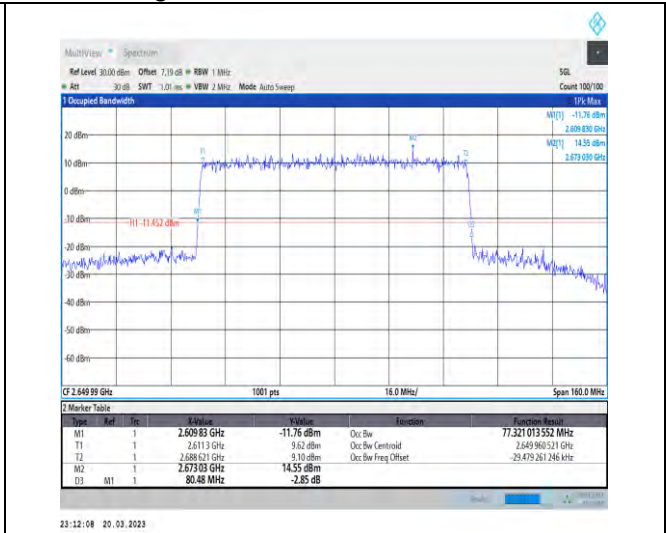 MultiView Spectrum
Ref Level 30.00 dBm Offset 7.19 dB RBW 1 MHz SGL
Att 30 dB SWT 1.01 ms VBW 2 MHz Mode Auto Sweep Count 100/100
1 Occupied Bandwidth 1Pk Max
M1[1] -11.76 dBm
2.609 830 GHz
M2[1] 14.55 dBm
2.673 030 GHz
20 dBm
M2
T1 T2
10 dBm
0 dBm
M1
-10 dBm
H1 -11.452 dBm
D3
-20 dBm
-30 dBm
-40 dBm
-50 dBm
-60 dBm
CF 2.649 99 GHz 1001 pts 16.0 MHz/ Span 160.0 MHz
2 Marker Table
Type Ref Trc X-Value Y-Value Function Function Result
M1 1 2.609 83 GHz -11.76 dBm Occ Bw 77.321 013 552 MHz
T1 1 2.6113 GHz 9.62 dBm Occ Bw Centroid 2.649 960 521 GHz
T2 1 2.688 621 GHz 9.10 dBm Occ Bw Freq Offset -29.479 261 246 kHz
M2 1 2.673 03 GHz 14.55 dBm
D3 M1 1 80.48 MHz -2.85 dB
23:12:08 20.03.2023